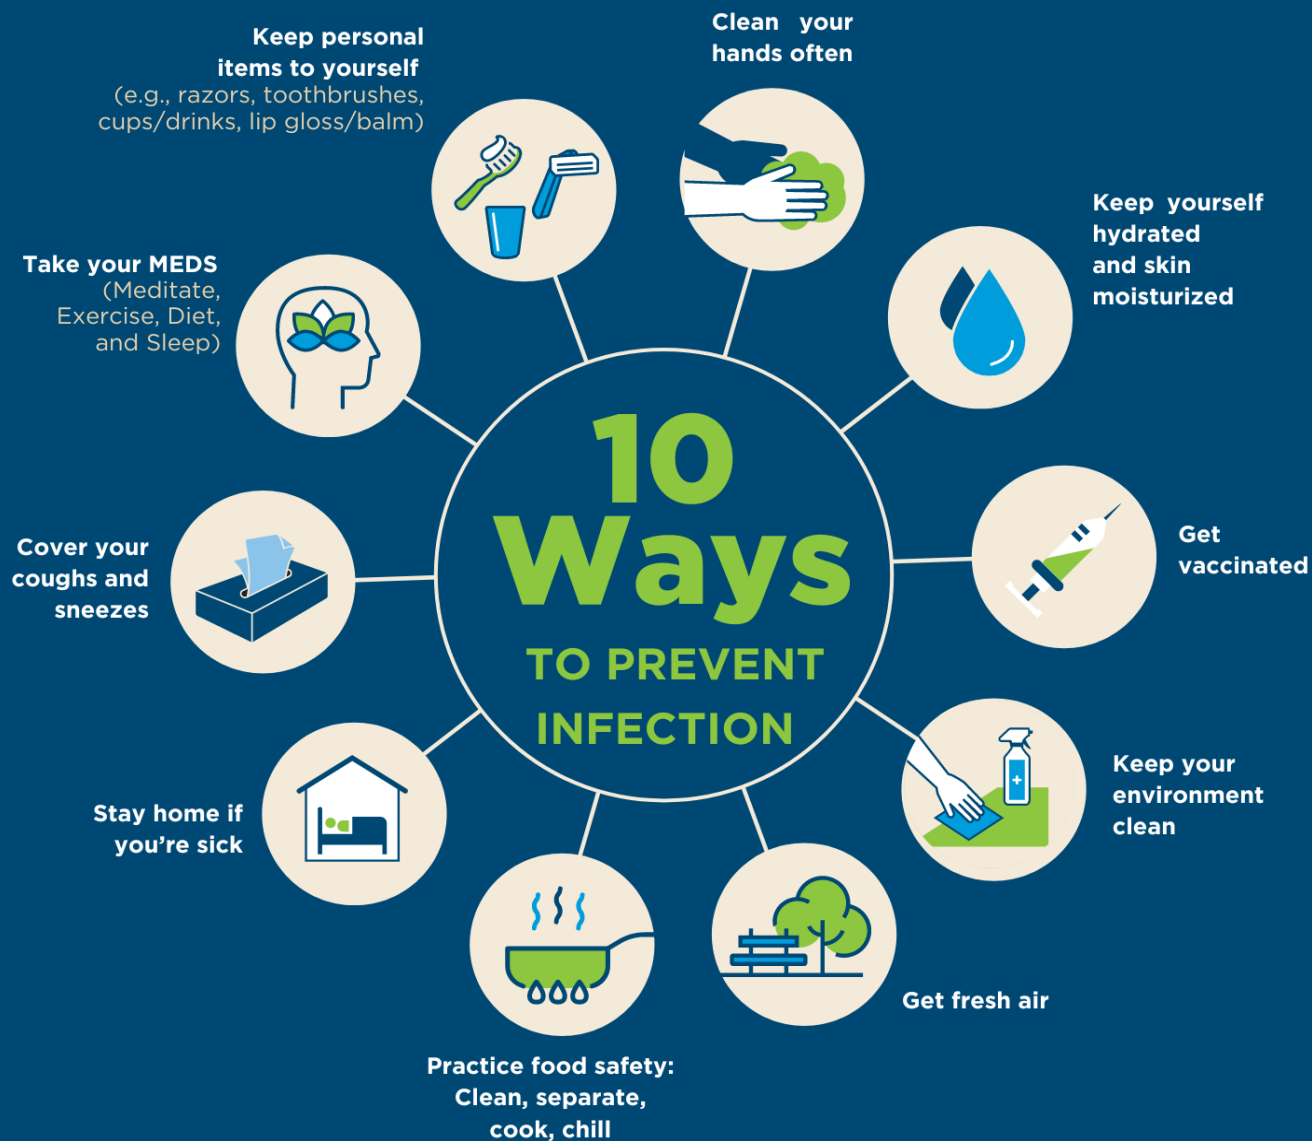 10
Ways
TO PREVENT
INFECTION
Clean your
hands often
Keep yourself
hydrated
and skin
moisturized
Get
vaccinated
Keep your
environment
clean
Get fresh air
Practice food safety:
Clean, separate,
cook, chill
Stay home if
you’re sick
Cover your
coughs and
sneezes
Take your MEDS
(Meditate,
Exercise, Diet,
and Sleep)
Keep personal
items to yourself
(e.g., razors, toothbrushes,
cups/drinks, lip gloss/balm)